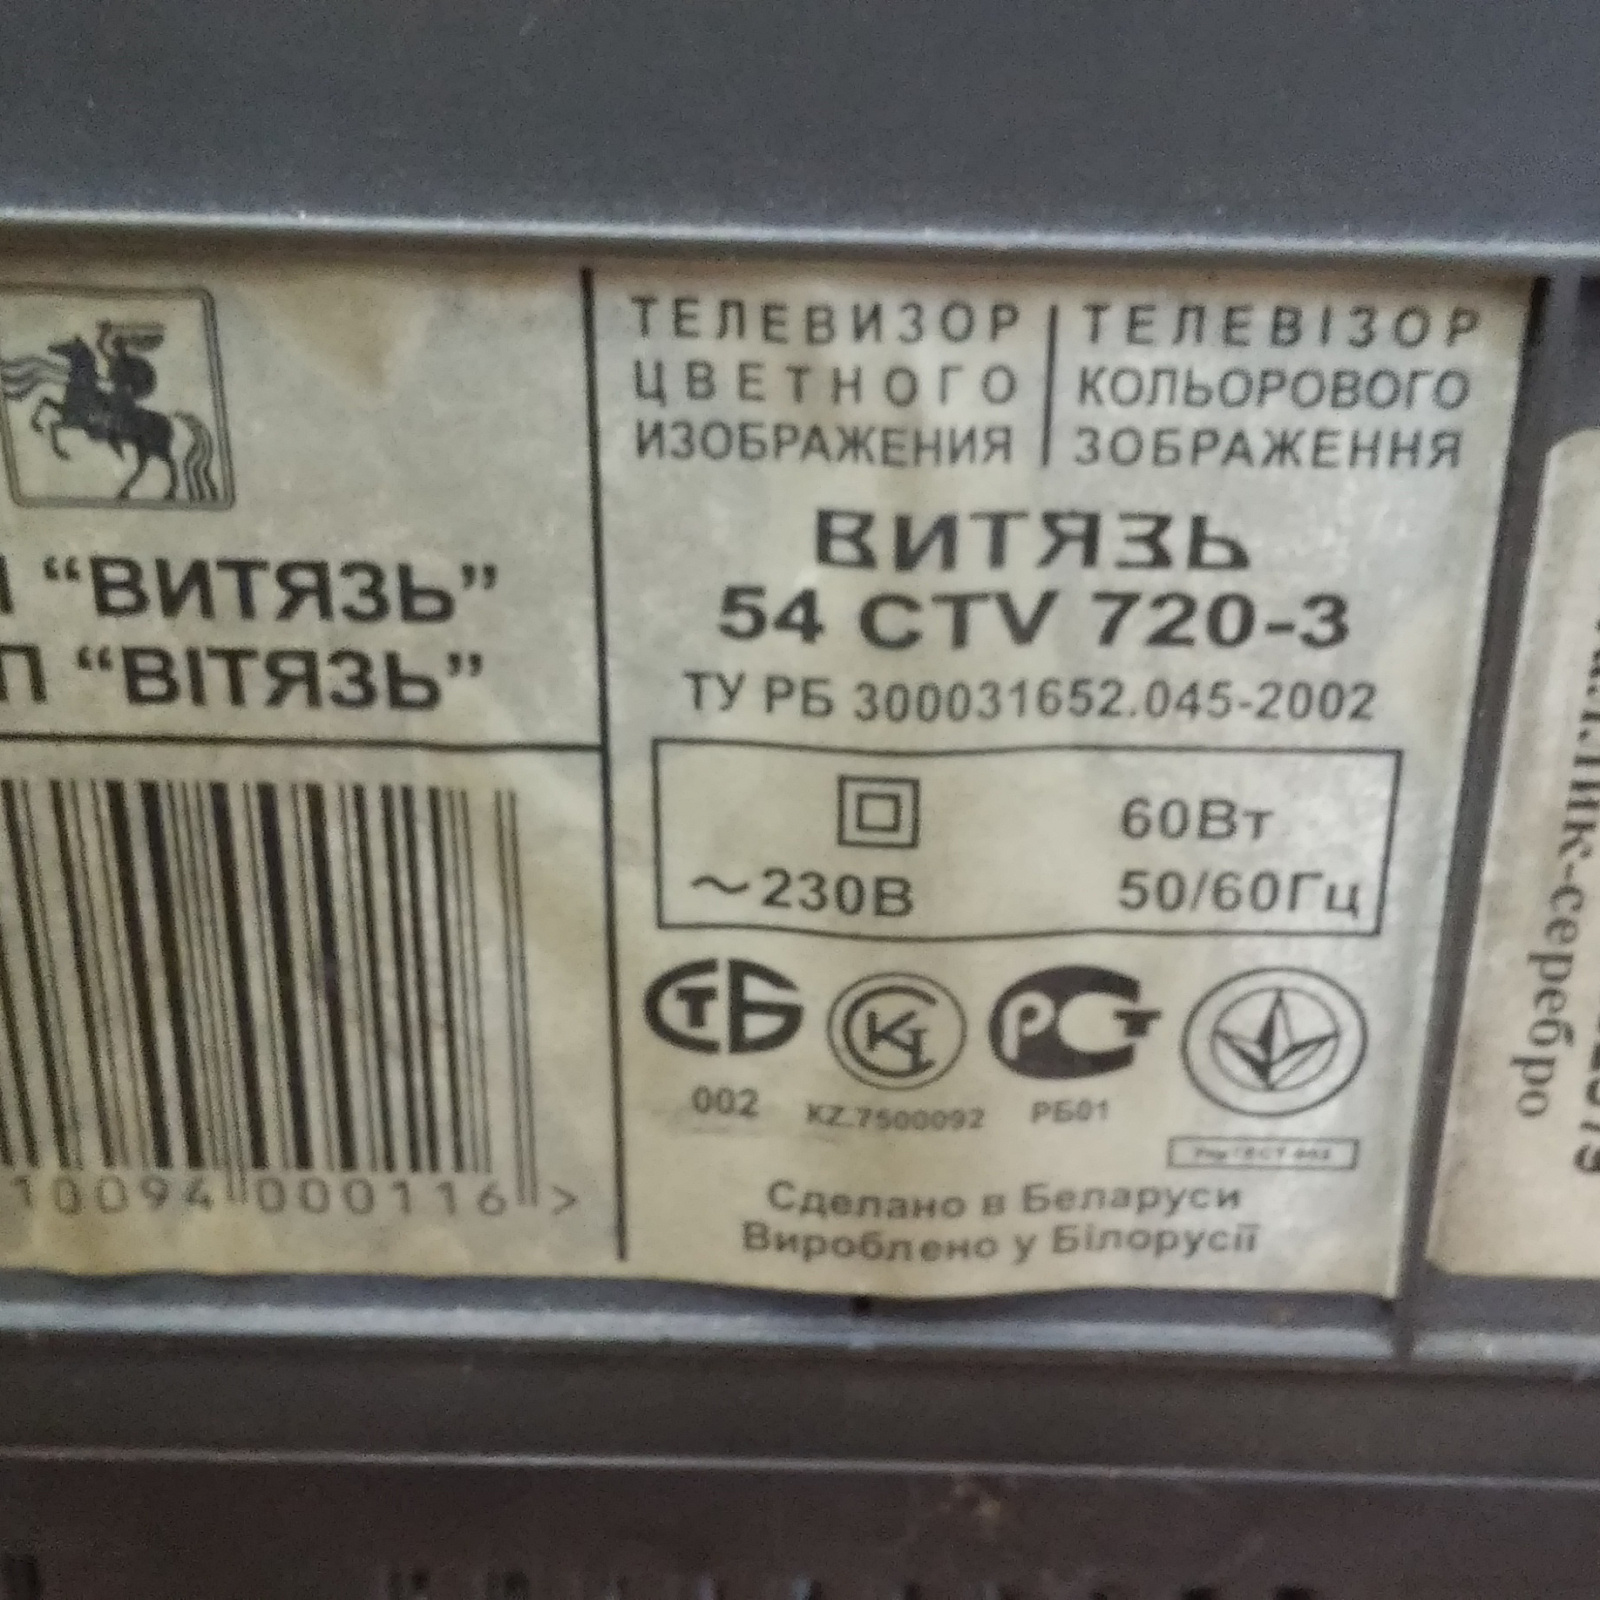 "ВИТЯЗЬ"
П "ВІТЯЗЬ"
10094 000116 >
ТЕЛЕВИЗОР
ЦВЕТНОГО
ИЗОБРАЖЕНИЯ
ТЕЛЕВІЗОР
КОЛЬОРОВОГО
ЗОБРАЖЕННЯ
ВИТЯЗЬ
54 CTV 720-3
ТУ РБ 300031652.045-2002
60Вт
~230В
50/60Гц
СТБ
РСТ
002
KZ.7500092
РБ01
Сделано в Беларуси
Вироблено у Білорусії
-серебро